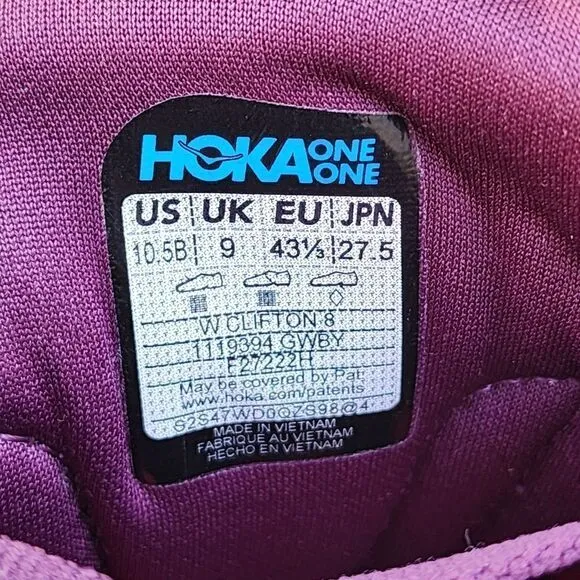 HOKA ONE ONE
US UK EU JPN
10.5B 9 43⅓ 27.5
W CLIFTON 8
1119394 GWBY
F27222H
May be covered by Pat:
www.hoka.com/patents
S2S47WD0QZS98@4
MADE IN VIETNAM
FABRIQUE AU VIETNAM
HECHO EN VIETNAM